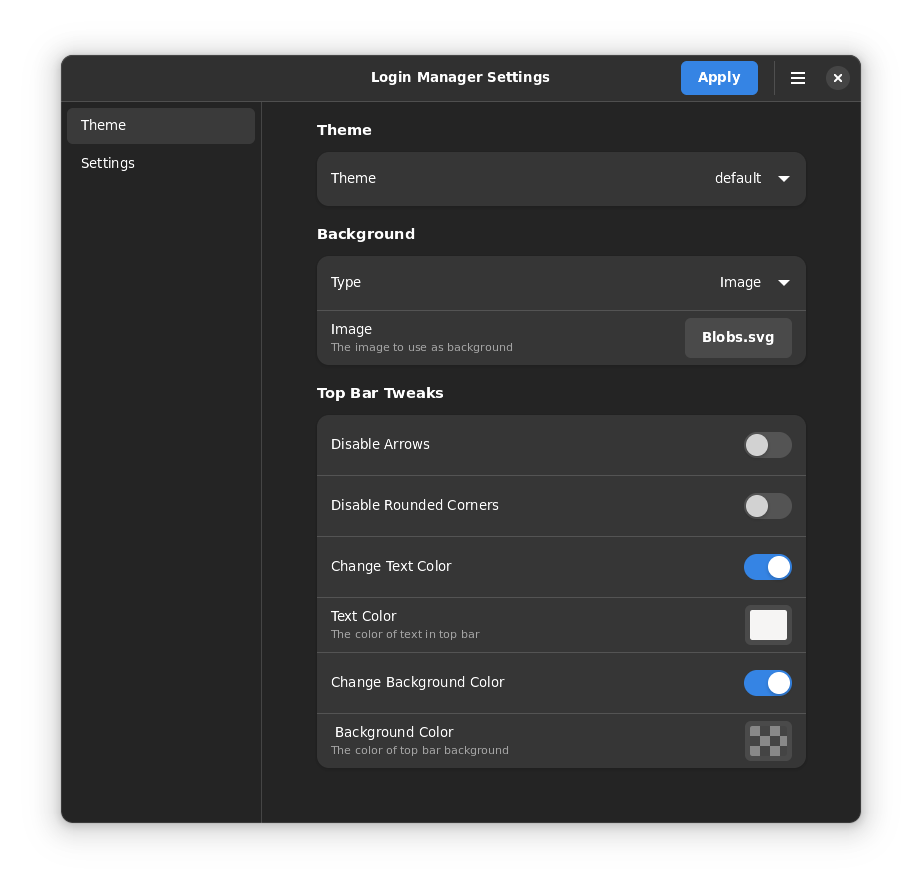 Login Manager Settings
Apply
Theme
Settings
Theme
Theme
default
Background
Type
Image
Image
The image to use as background
Blobs.svg
Top Bar Tweaks
Disable Arrows
Disable Rounded Corners
Change Text Color
Text Color
The color of text in top bar
Change Background Color
Background Color
The color of top bar background